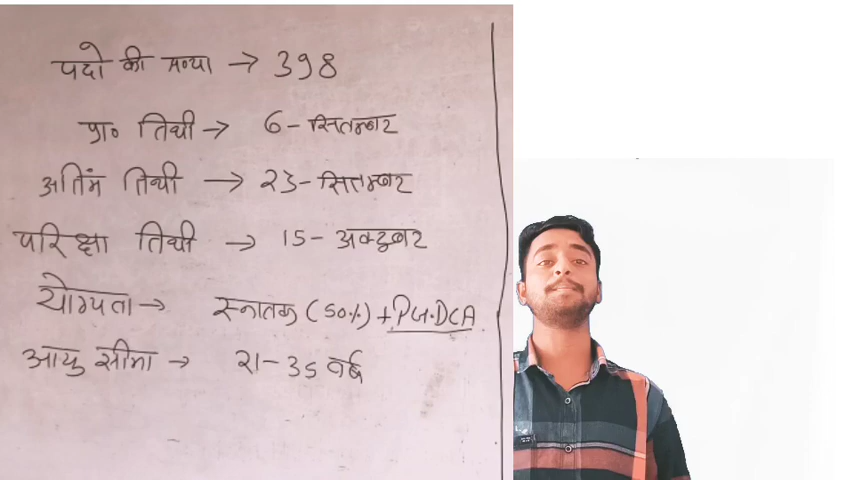 पदो की सख्या → 398
प्रा० तिथी → 6 - सितम्बर
अतिंम तिथी → 23 - सितम्बर
परिक्षा तिथी → 15 - अक्टुबर
योग्यता → स्नातक (50%) + PG.DCA
आयु सीमा → 21 - 35 वर्ष